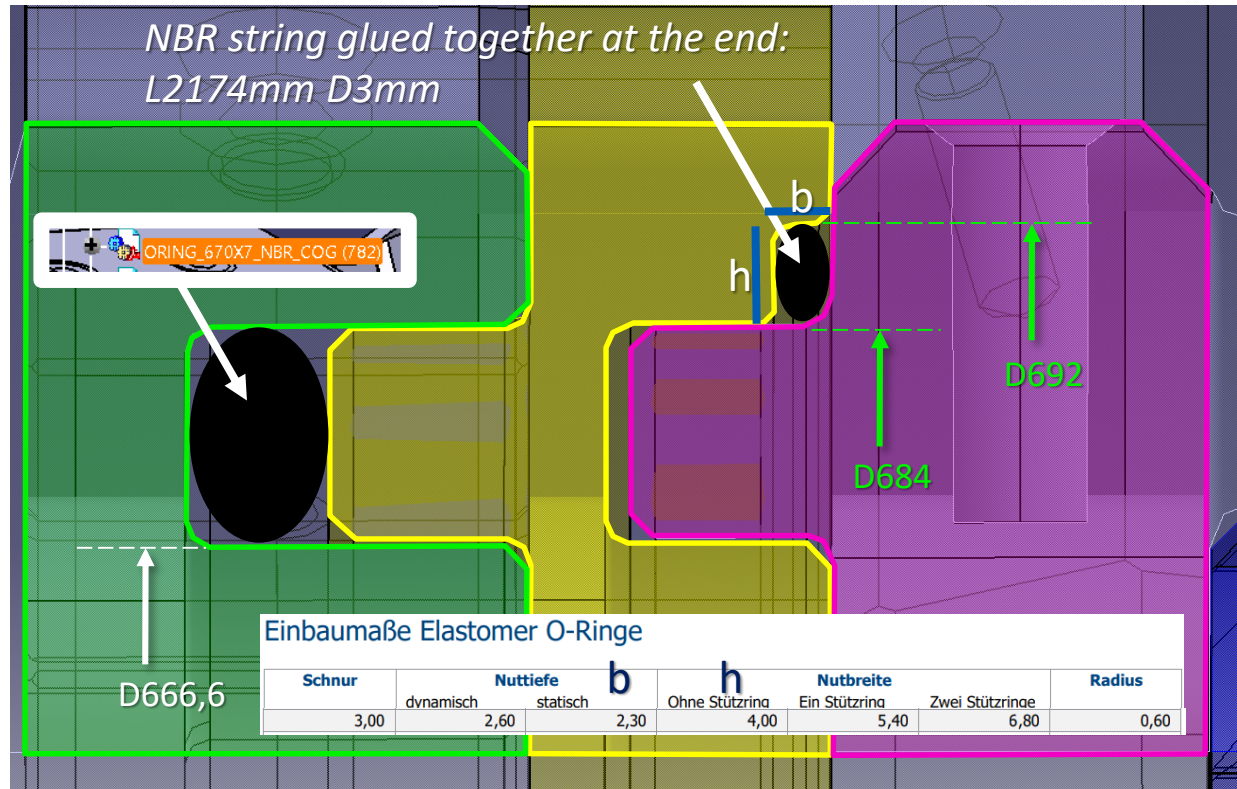 NBR string glued together at the end:
L2174mm D3mm
b
ORING_670X7_NBR_COG (782)
h
D692
D684
D666,6
Einbaumaße Elastomer O-Ringe
b h
Schnur Nuttiefe Nutbreite Radius
dynamisch statisch Ohne Stützring Ein Stützring Zwei Stützringe
3,00 2,60 2,30 4,00 5,40 6,80 0,60